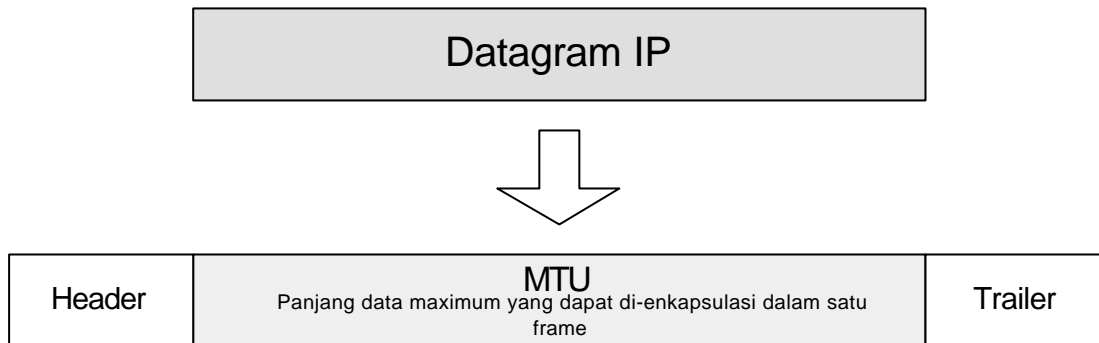 Datagram IP
MTU
Header
Panjang data maximum yang dapat di-enkapsulasi dalam satu
frame
Trailer